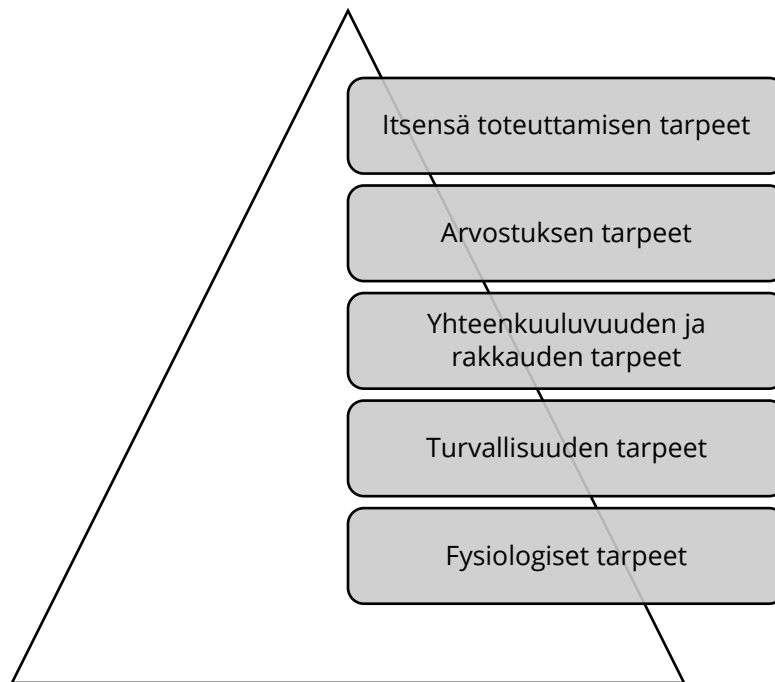 Itsensä toteuttamisen tarpeet
Arvostuksen tarpeet
Yhteenkuuluvuuden ja
rakkauden tarpeet
Turvallisuuden tarpeet
Fysiologiset tarpeet